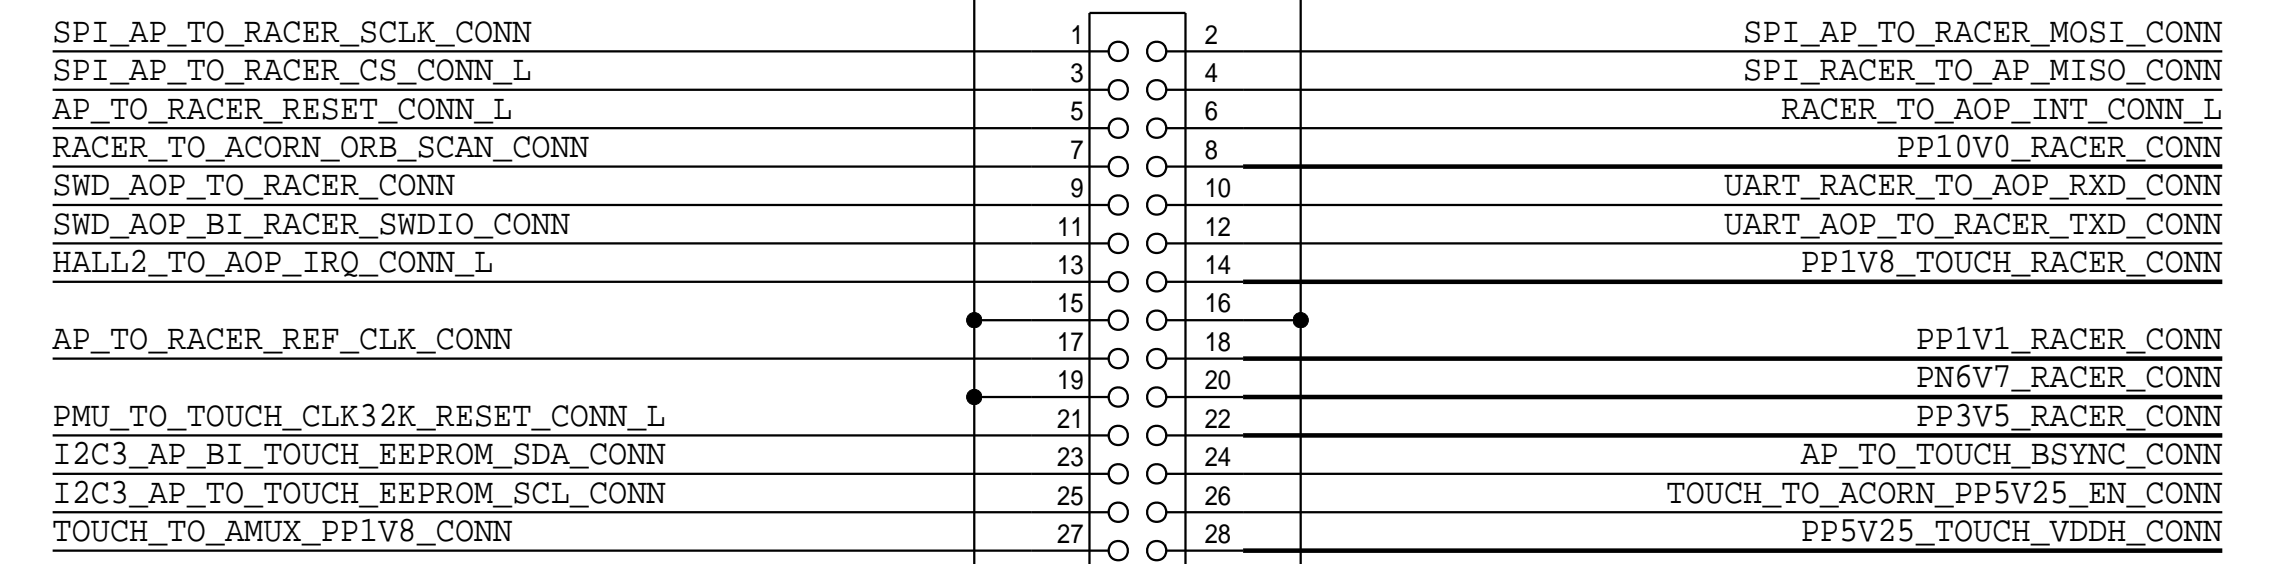 SPI_AP_TO_RACER_SCLK_CONN 1 2 SPI_AP_TO_RACER_MOSI_CONN
SPI_AP_TO_RACER_CS_CONN_L 3 4 SPI_RACER_TO_AP_MISO_CONN
AP_TO_RACER_RESET_CONN_L 5 6 RACER_TO_AOP_INT_CONN_L
RACER_TO_ACORN_ORB_SCAN_CONN 7 8 PP10V0_RACER_CONN
SWD_AOP_TO_RACER_CONN 9 10 UART_RACER_TO_AOP_RXD_CONN
SWD_AOP_BI_RACER_SWDIO_CONN 11 12 UART_AOP_TO_RACER_TXD_CONN
HALL2_TO_AOP_IRQ_CONN_L 13 14 PP1V8_TOUCH_RACER_CONN
15 16
AP_TO_RACER_REF_CLK_CONN 17 18 PP1V1_RACER_CONN
19 20 PN6V7_RACER_CONN
PMU_TO_TOUCH_CLK32K_RESET_CONN_L 21 22 PP3V5_RACER_CONN
I2C3_AP_BI_TOUCH_EEPROM_SDA_CONN 23 24 AP_TO_TOUCH_BSYNC_CONN
I2C3_AP_TO_TOUCH_EEPROM_SCL_CONN 25 26 TOUCH_TO_ACORN_PP5V25_EN_CONN
TOUCH_TO_AMUX_PP1V8_CONN 27 28 PP5V25_TOUCH_VDDH_CONN